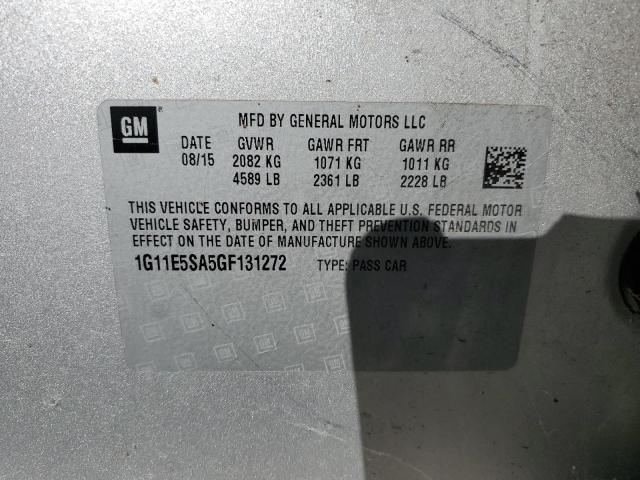 GM
MFD BY GENERAL MOTORS LLC
DATE GVWR GAWR FRT GAWR RR
08/15 2082 KG 1071 KG 1011 KG
4589 LB 2361 LB 2228 LB
THIS VEHICLE CONFORMS TO ALL APPLICABLE U.S. FEDERAL MOTOR
VEHICLE SAFETY, BUMPER, AND THEFT PREVENTION STANDARDS IN
EFFECT ON THE DATE OF MANUFACTURE SHOWN ABOVE.
1G11E5SA5GF131272 TYPE: PASS CAR